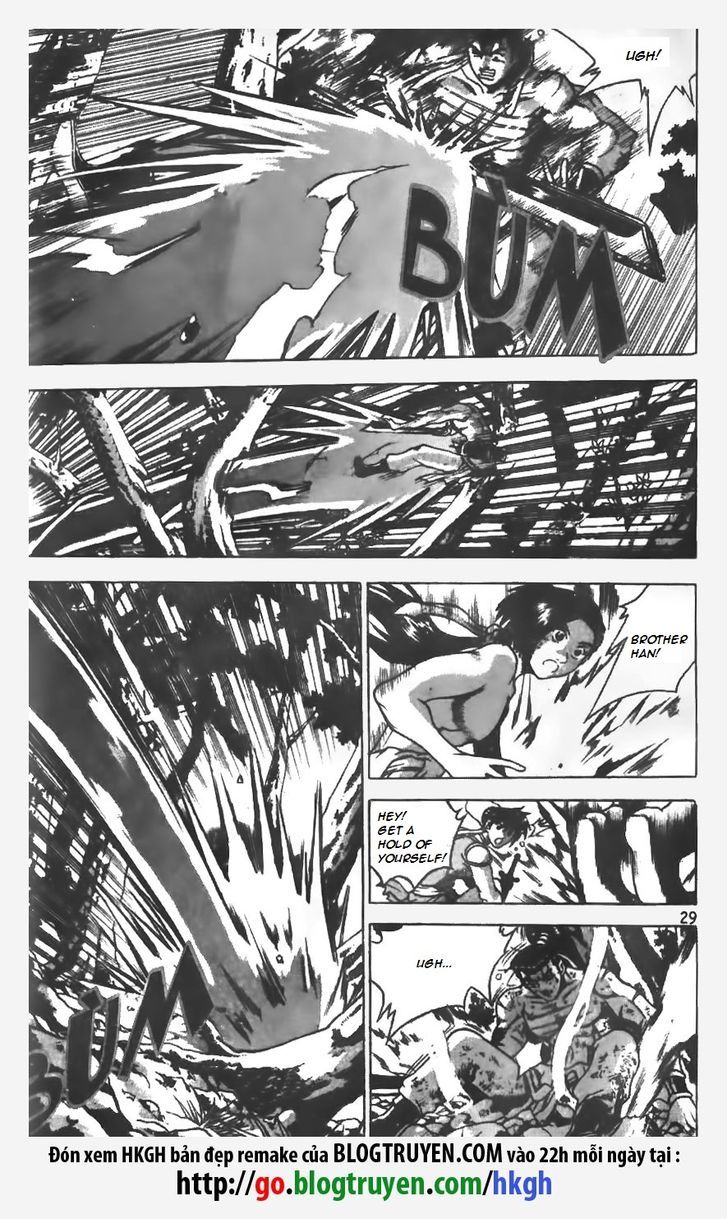 UGH!
BÙM
BROTHER
HAN!
HEY!
GET A
HOLD OF
YOURSELF!
29
UGH...
BÙM
Đón xem HKGH bản đẹp remake của BLOGTRUYEN.COM vào 22h mỗi ngày tại :
http://go.blogtruyen.com/hkgh